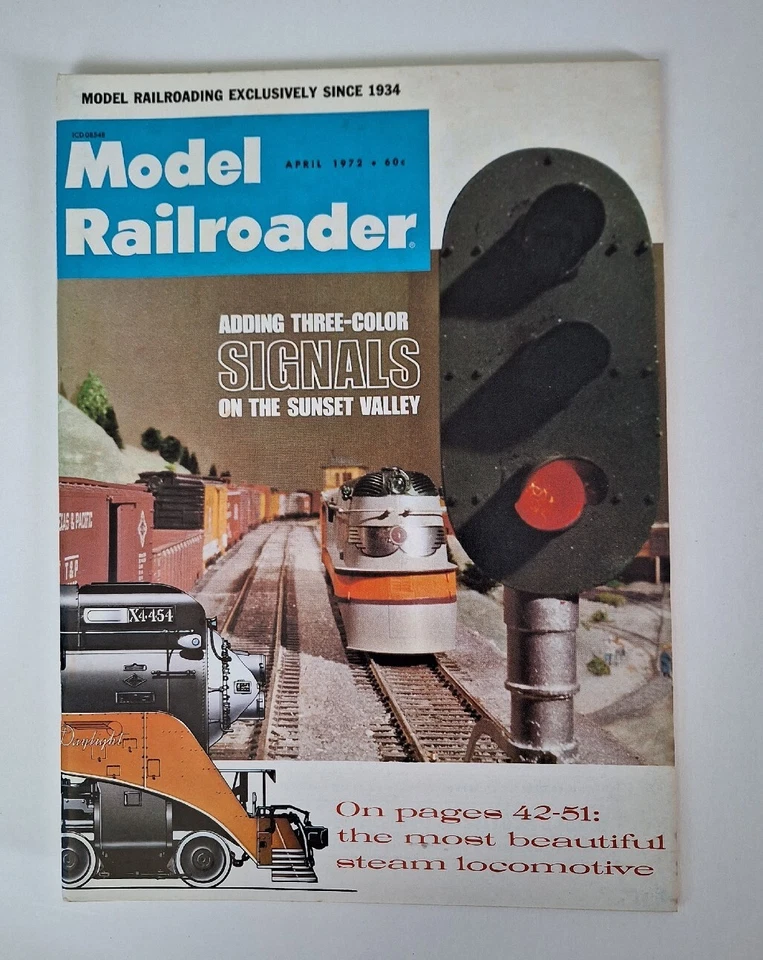 MODEL RAILROADING EXCLUSIVELY SINCE 1934
Model
APRIL 1972 • 60¢
Railroader®
ADDING THREE-COLOR
SIGNALS
ON THE SUNSET VALLEY
& PACIFIC
T&P
X4454
Daylight
On pages 42-51:
the most beautiful
steam locomotive